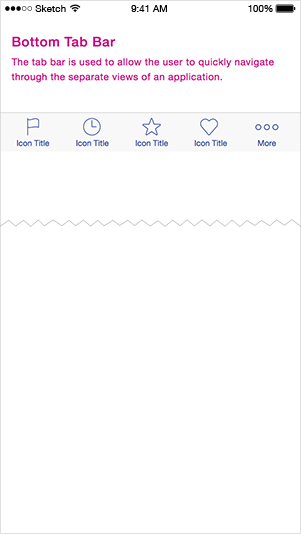 Sketch 9:41 AM 100%
Bottom Tab Bar
The tab bar is used to allow the user to quickly navigate
through the separate views of an application.
Icon Title Icon Title Icon Title Icon Title More